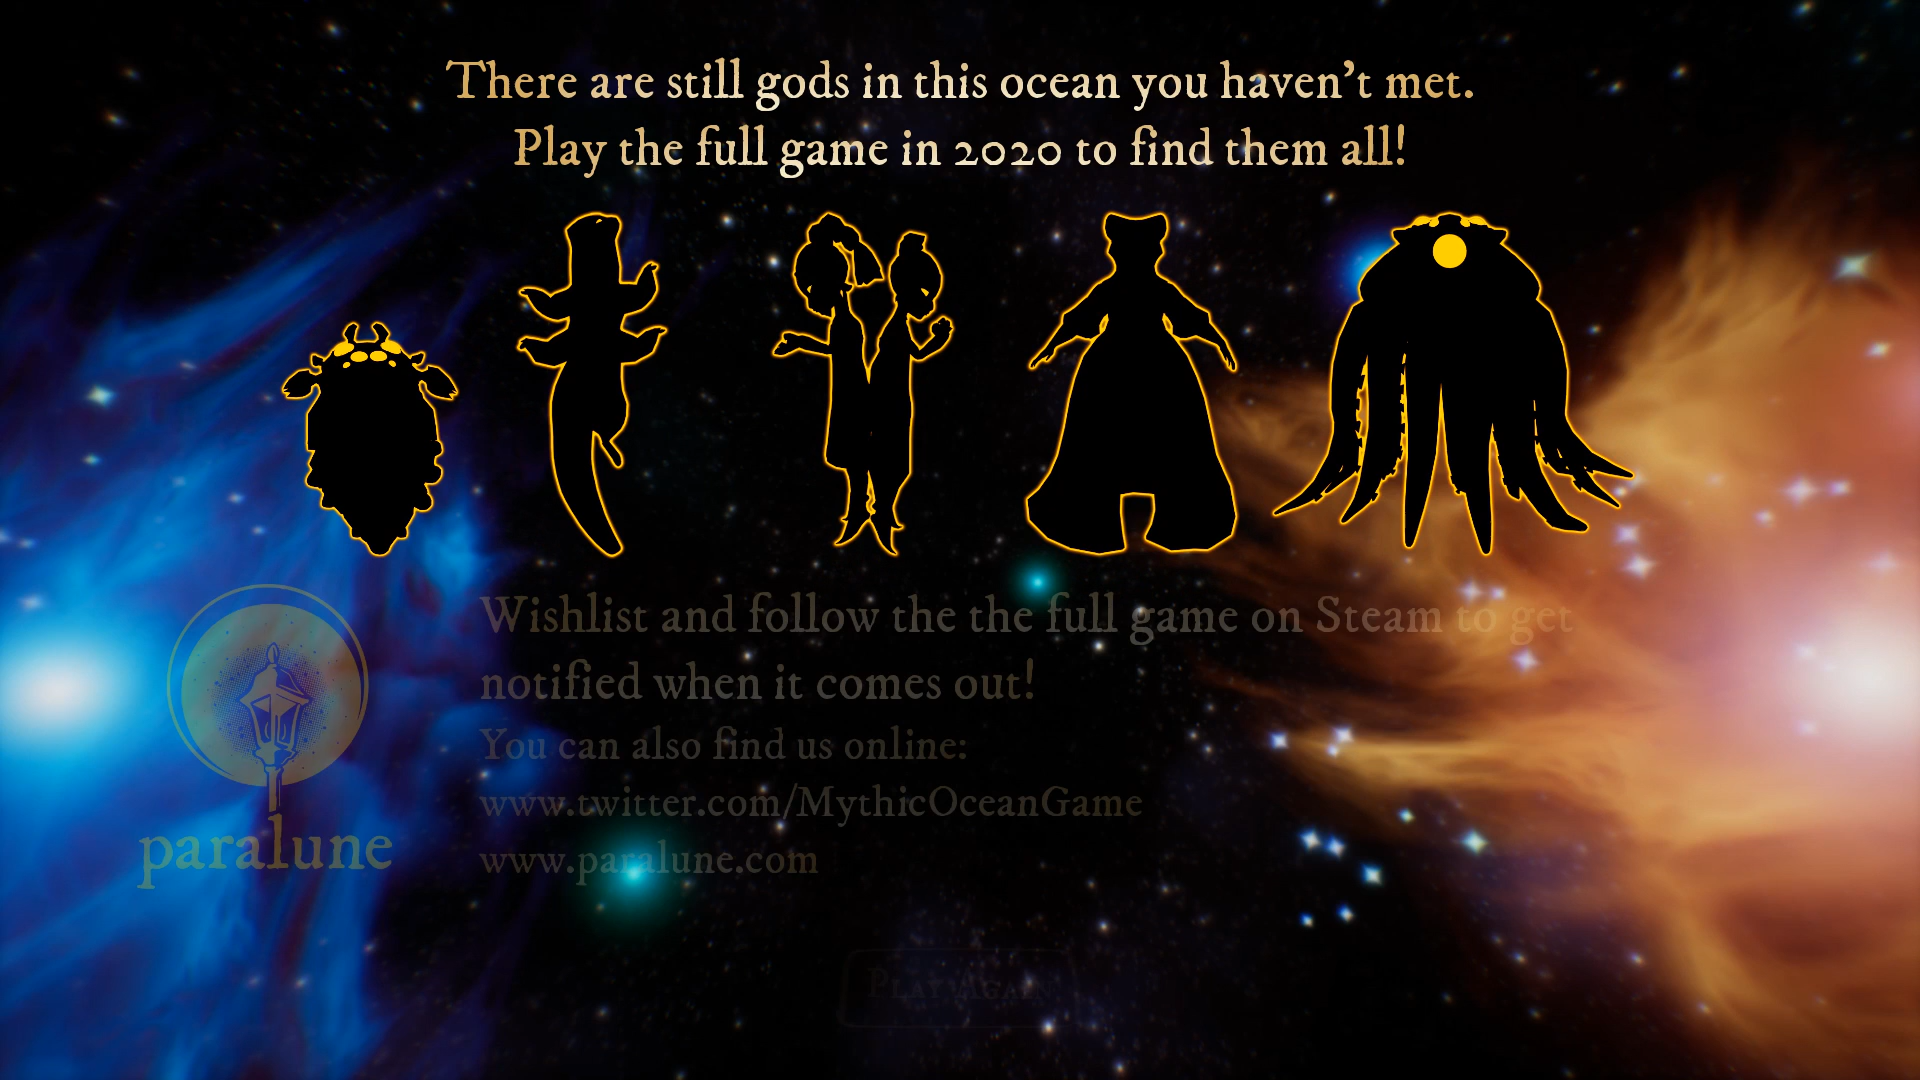 There are still gods in this ocean you haven’t met.
Play the full game in 2020 to find them all!
Wishlist and follow the the full game on Steam to get
notified when it comes out!
You can also find us online:
www.twitter.com/MythicOceanGame
www.paralune.com
paralune
Play Again